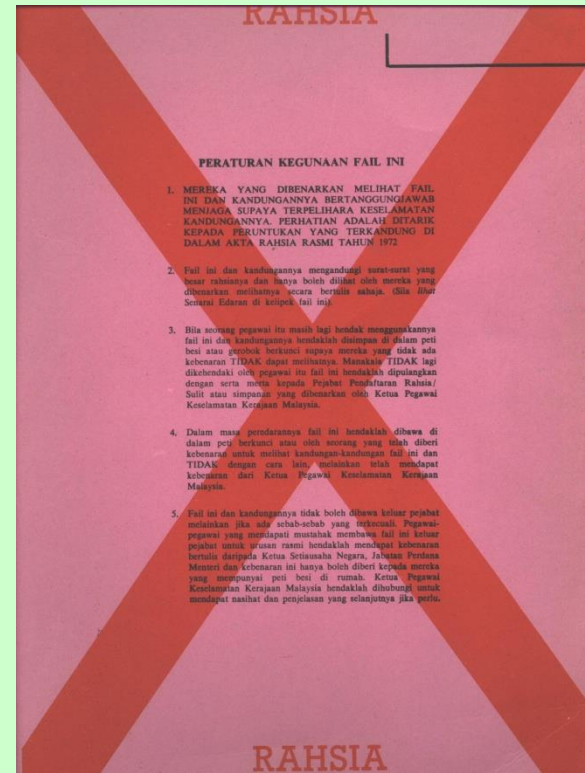 RAHSIA
PERATURAN KEGUNAAN FAIL INI
1. MEREKA YANG DIBENARKAN MELIHAT FAIL
INI DAN KANDUNGANNYA BERTANGGUNGJAWAB
MENJAGA SUPAYA TERPELIHARA KESELAMATAN
KANDUNGANNYA. PERHATIAN ADALAH DITARIK
KEPADA PERUNTUKAN YANG TERKANDUNG DI
DALAM AKTA RAHSIA RASMI TAHUN 1972
2. Fail ini dan kandungannya mengandungi surat-surat yang
besar rahsianya dan hanya boleh dilihat oleh mereka yang
dibenarkan melihatnya secara bertulis sahaja. (Sila lihat
Senarai Edaran di kelipek fail ini).
3. Bila seorang pegawai itu masih lagi hendak menggunakannya
fail ini dan kandungannya hendaklah disimpan di dalam peti
besi atau gerobok berkunci supaya mereka yang tidak ada
kebenaran TIDAK dapat melihatnya. Manakala TIDAK lagi
dikehendaki oleh pegawai itu fail ini hendaklah dipulangkan
dengan serta merta kepada Pejabat Pendaftaran Rahsia/
Sulit atau simpanan yang dibenarkan oleh Ketua Pegawai
Keselamatan Kerajaan Malaysia.
4. Dalam masa peredarannya fail ini hendaklah dibawa di
dalam peti berkunci atau oleh seorang yang telah diberi
kebenaran untuk melihat kandungan-kandungan fail ini dan
TIDAK dengan cara lain, melainkan telah mendapat
kebenaran dari Ketua Pegawai Keselamatan Kerajaan
Malaysia.
5. Fail ini dan kandungannya tidak boleh dibawa keluar pejabat
melainkan jika ada sebab-sebab yang terkecuali. Pegawai-
pegawai yang mendapati mustahak membawa fail ini keluar
pejabat untuk urusan rasmi hendaklah mendapat kebenaran
bertulis daripada Ketua Setiausaha Negara, Jabatan Perdana
Menteri dan kebenaran ini hanya boleh diberi kepada mereka
yang mempunyai peti besi di rumah. Ketua Pegawai
Keselamatan Kerajaan Malaysia hendaklah dihubungi untuk
mendapat nasihat dan penjelasan yang selanjutnya jika perlu.
RAHSIA